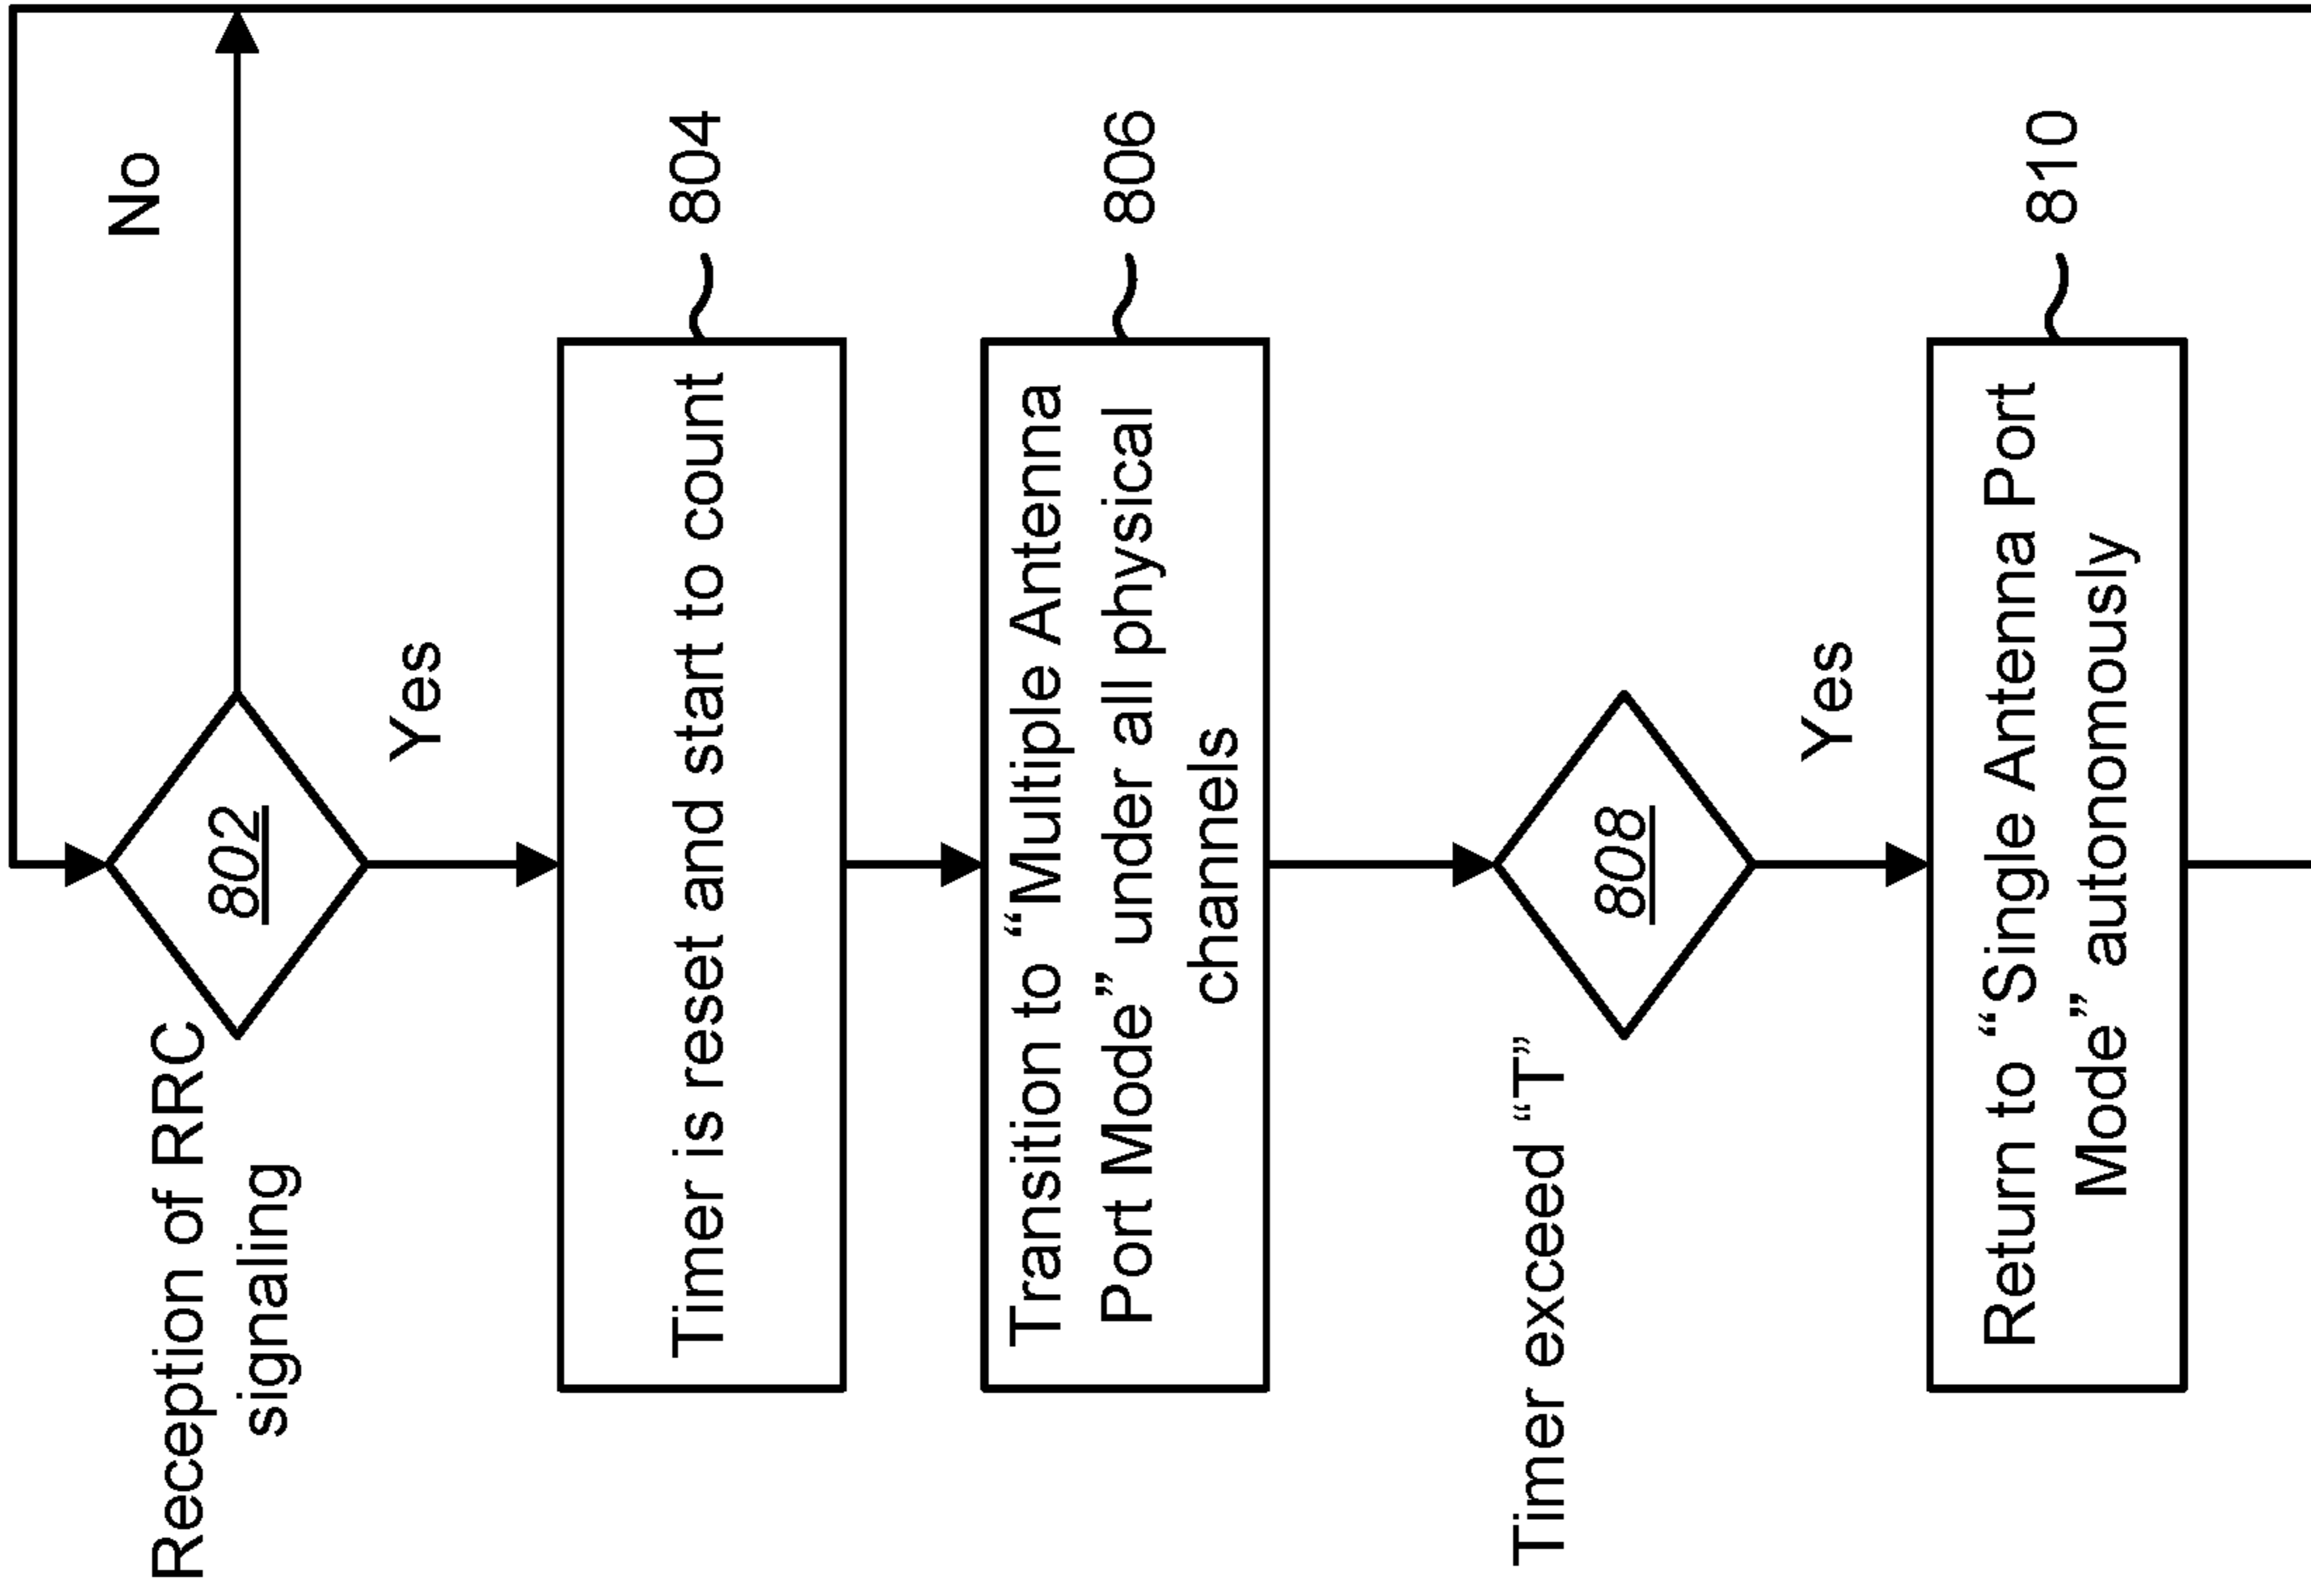 Reception of RRC
signaling
802
No
Yes
Timer is reset and start to count
804
Transition to “Multiple Antenna
Port Mode” under all physical
channels
806
Timer exceed “T”
808
Yes
Return to “Single Antenna Port
Mode” autonomously
810